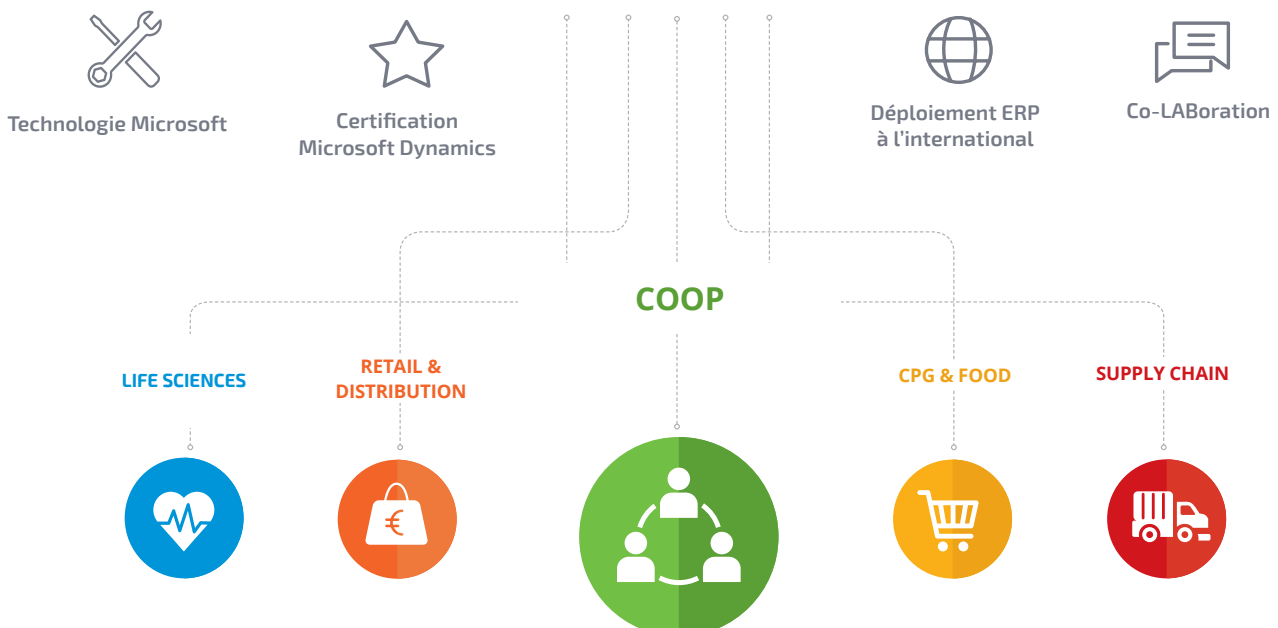 Technologie Microsoft
Certification
Microsoft Dynamics
Déploiement ERP
à l’international
Co-LABoration
COOP
LIFE SCIENCES
RETAIL &
DISTRIBUTION
CPG & FOOD
SUPPLY CHAIN
€